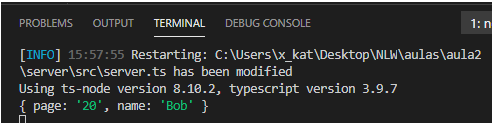 PROBLEMS OUTPUT TERMINAL DEBUG CONSOLE 1: n
[INFO] 15:57:55 Restarting: C:\Users\x_kat\Desktop\NLW\aulas\aula2
\server\src\server.ts has been modified
Using ts-node version 8.10.2, typescript version 3.9.7
{ page: '20', name: 'Bob' }